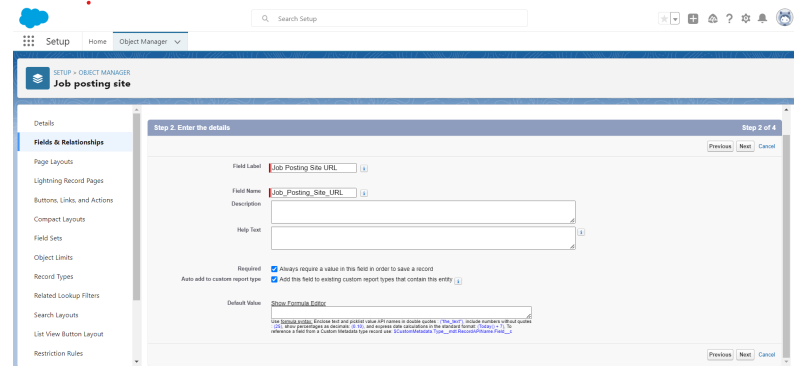 Search Setup
Setup
Home
Object Manager
SETUP > OBJECT MANAGER
Job posting site
Details
Fields & Relationships
Page Layouts
Lightning Record Pages
Buttons, Links, and Actions
Compact Layouts
Field Sets
Object Limits
Record Types
Related Lookup Filters
Search Layouts
List View Button Layout
Restriction Rules
Step 2. Enter the details
Step 2 of 4
Previous Next Cancel
Field Label Job Posting Site URL i
Field Name Job_Posting_Site_URL i
Description
Help Text i
Required Always require a value in this field in order to save a record
Auto add to custom report type Add this field to existing custom report types that contain this entity i
Default Value Show Formula Editor
Use formula syntax: Enclose text and picklist value API names in double quotes : ("the_text"), include numbers without quotes
: (25), show percentages as decimals: (0.10), and express date calculations in the standard format: (Today() + 7). To
reference a field from a Custom Metadata type record use: $CustomMetadata.Type__mdt.RecordAPIName.Field__c
Previous Next Cancel